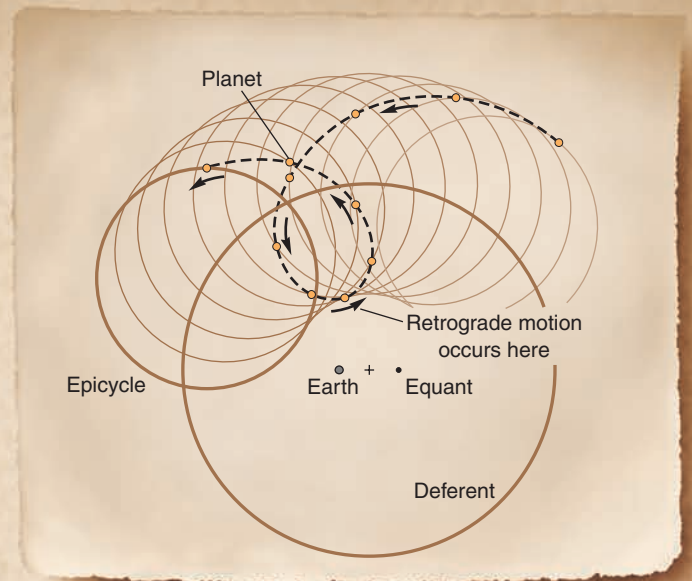 Planet
Retrograde motion
occurs here
Epicycle
Earth
+
Equant
Deferent